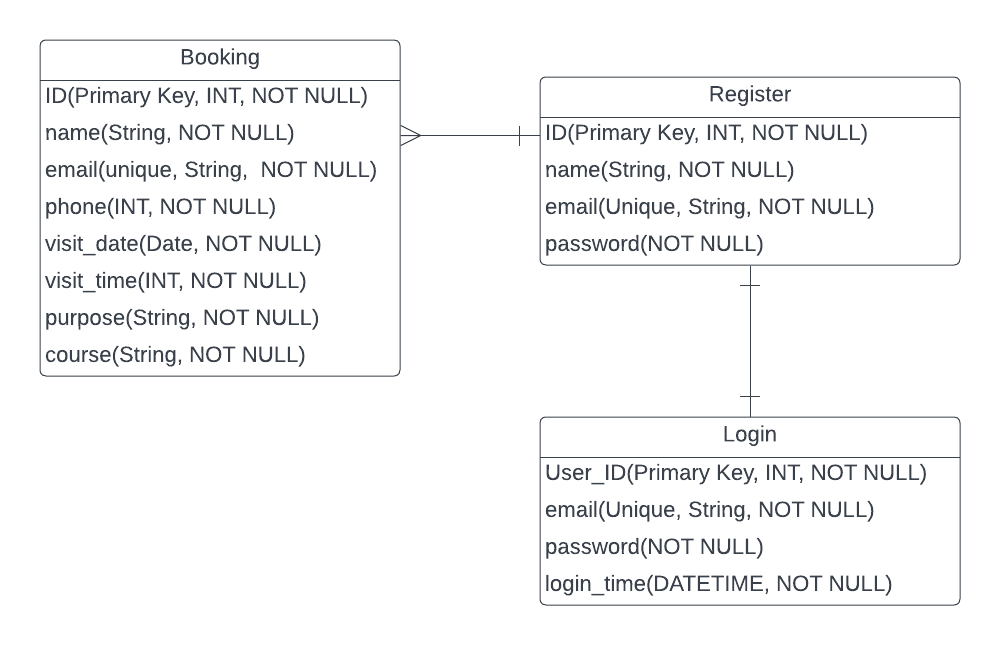 Booking
ID(Primary Key, INT, NOT NULL)
name(String, NOT NULL)
email(unique, String,  NOT NULL)
phone(INT, NOT NULL)
visit_date(Date, NOT NULL)
visit_time(INT, NOT NULL)
purpose(String, NOT NULL)
course(String, NOT NULL)
Register
ID(Primary Key, INT, NOT NULL)
name(String, NOT NULL)
email(Unique, String, NOT NULL)
password(NOT NULL)
Login
User_ID(Primary Key, INT, NOT NULL)
email(Unique, String, NOT NULL)
password(NOT NULL)
login_time(DATETIME, NOT NULL)